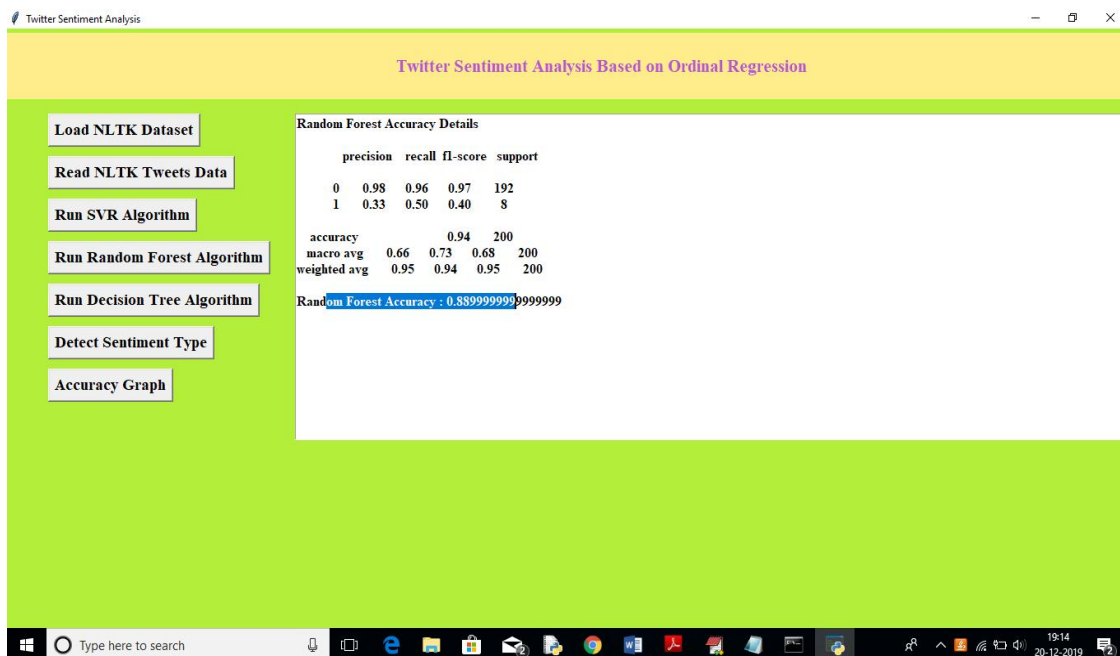 Twitter Sentiment Analysis
Twitter Sentiment Analysis Based on Ordinal Regression
Load NLTK Dataset
Read NLTK Tweets Data
Run SVR Algorithm
Run Random Forest Algorithm
Run Decision Tree Algorithm
Detect Sentiment Type
Accuracy Graph
Random Forest Accuracy Details
precision recall f1-score support
0 0.98 0.96 0.97 192
1 0.33 0.50 0.40 8
accuracy 0.94 200
macro avg 0.66 0.73 0.68 200
weighted avg 0.95 0.94 0.95 200
Random Forest Accuracy : 0.8899999999999999
Type here to search
19:14
20-12-2019